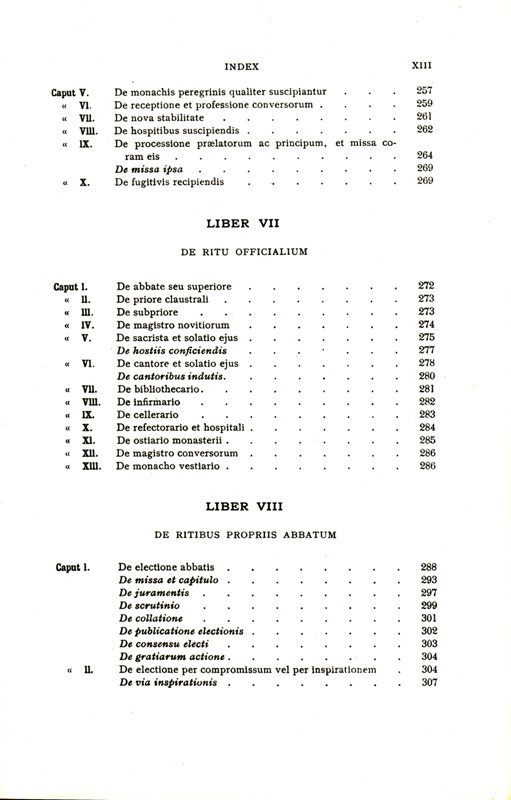 INDEX XIII
Caput V. De monachis peregrinis qualiter suscipiantur . . . 257
« VI. De receptione et professione conversorum . . . . 259
« VII. De nova stabilitate . . . . . . . 261
« VIII. De hospitibus suscipiendis . . . . . . . 262
« IX. De processione prælatorum ac principum, et missa co-
ram eis . . . . . . . . . 264
De missa ipsa . . . . . . . . 269
« X. De fugitivis recipiendis . . . . . . 269
LIBER VII
DE RITU OFFICIALIUM
Caput I. De abbate seu superiore . . . . . . . 272
« II. De priore claustrali . . . . . . . . 273
« III. De subpriore . . . . . . . . 273
« IV. De magistro novitiorum . . . . . . . 274
« V. De sacrista et solatio ejus . . . . . . . 275
De hostiis conficiendis . . . . . . . 277
« VI. De cantore et solatio ejus . . . . . . . 278
De cantoribus indutis. . . . . . . . 280
« VII. De bibliothecario. . . . . . . . 281
« VIII. De infirmario . . . . . . . . 282
« IX. De cellerario . . . . . . . . 283
« X. De refectorario et hospitali . . . . . . . 284
« XI. De ostiario monasterii . . . . . . . . 285
« XII. De magistro conversorum . . . . . . . 286
« XIII. De monacho vestiario . . . . . . . . 286
LIBER VIII
DE RITIBUS PROPRIIS ABBATUM
Caput I. De electione abbatis . . . . . . . . 288
De missa et capitulo . . . . . . . . 293
De juramentis . . . . . . . . 297
De scrutinio . . . . . . . . 299
De collatione . . . . . . . . 301
De publicatione electionis . . . . . . . 302
De consensu electi . . . . . . . . 303
De gratiarum actione . . . . . . . . 304
« II. De electione per compromissum vel per inspirationem . 304
De via inspirationis . . . . . . . . 307